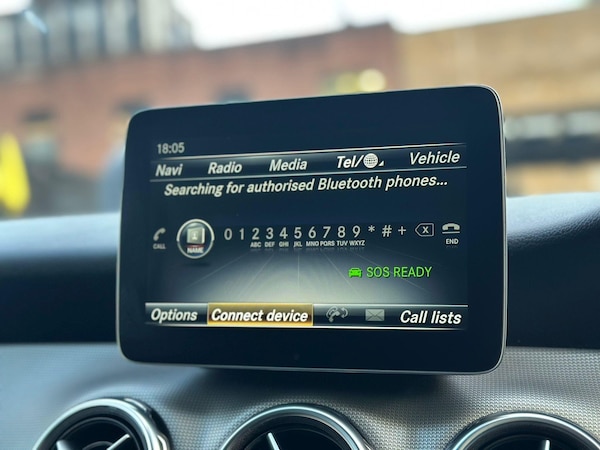 18:05
Navi Radio Media Tel/ Vehicle
Searching for authorised Bluetooth phones...
0 1 2 3 4 5 6 7 8 9 * # +
ABC DEF GHI JKL MNO PQRS TUV WXYZ
CALL NAME END
SOS READY
Options Connect device Call lists